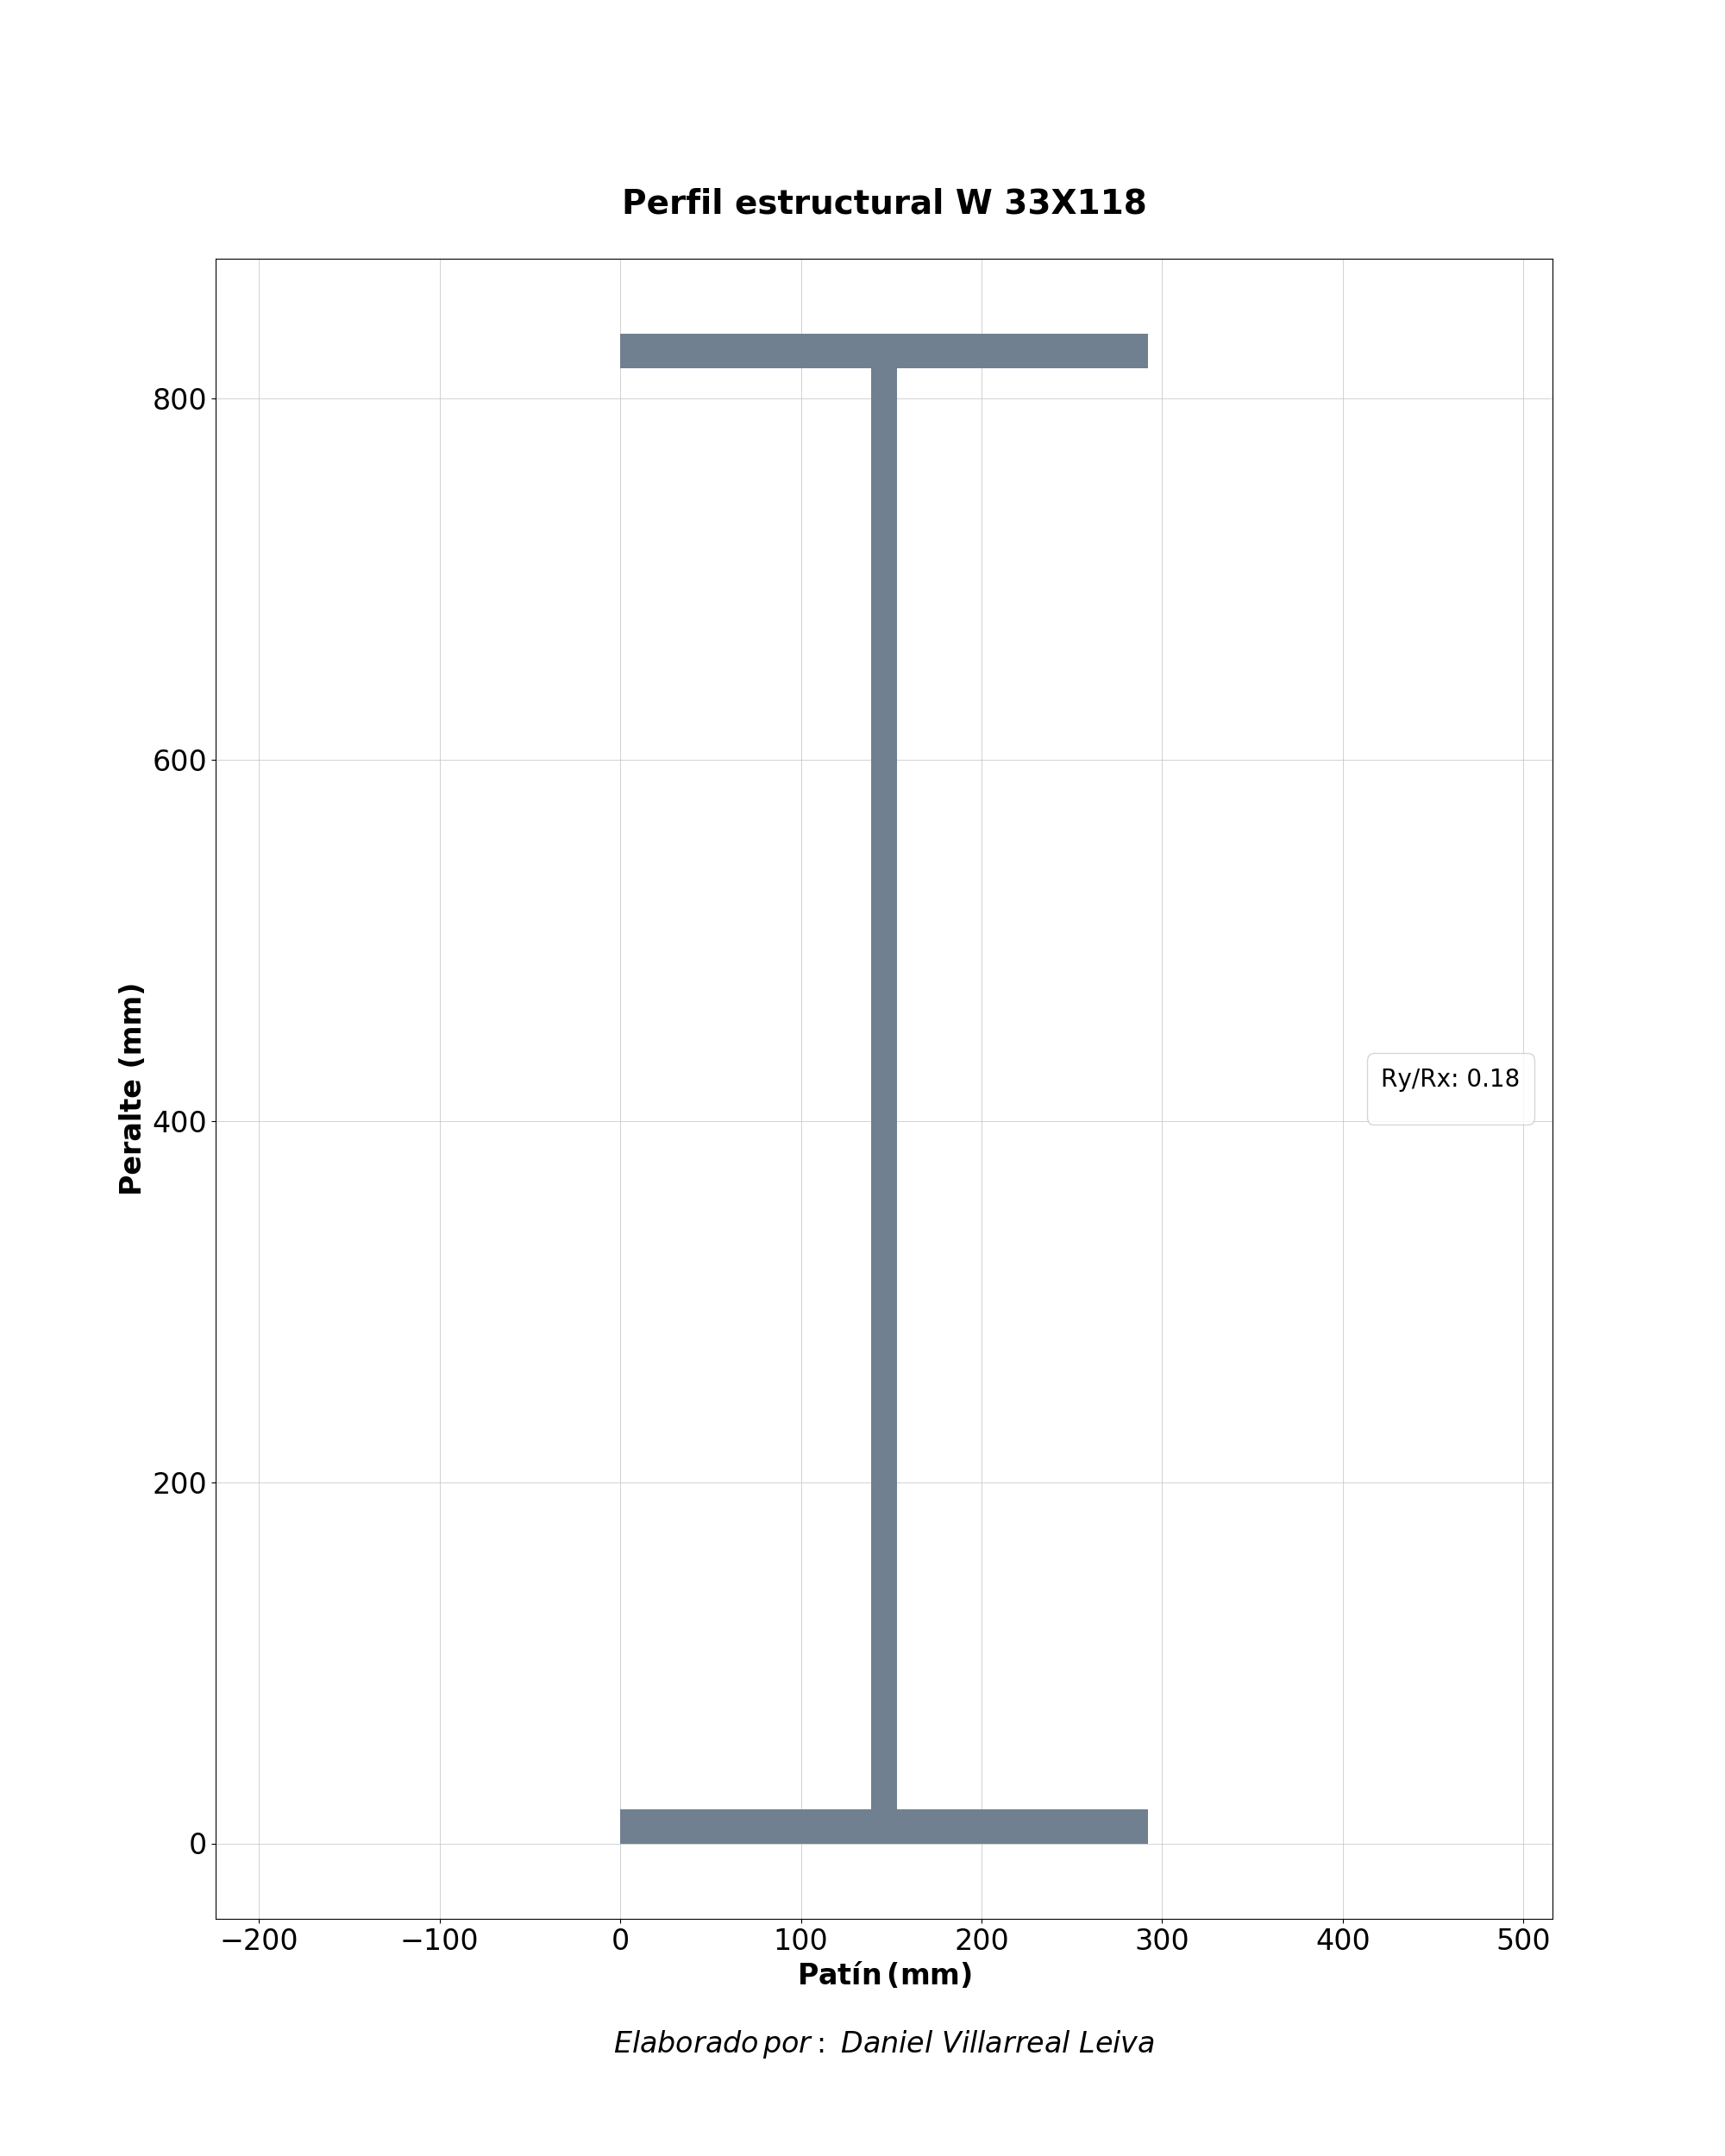 Perfil estructural W 33X118
Peralte (mm)
800
600
400
200
0
Ry/Rx: 0.18
−200 −100 0 100 200 300 400 500
Patín (mm)
Elaborado por: Daniel Villarreal Leiva